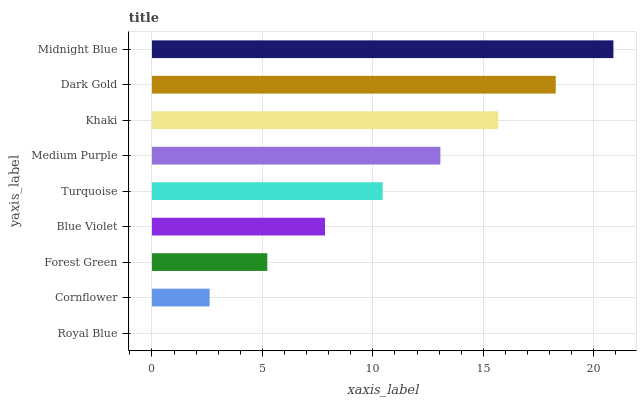 title
Midnight Blue
Dark Gold
Khaki
Medium Purple
Turquoise
Blue Violet
Forest Green
Cornflower
Royal Blue
yaxis_label
0 5 10 15 20
xaxis_label